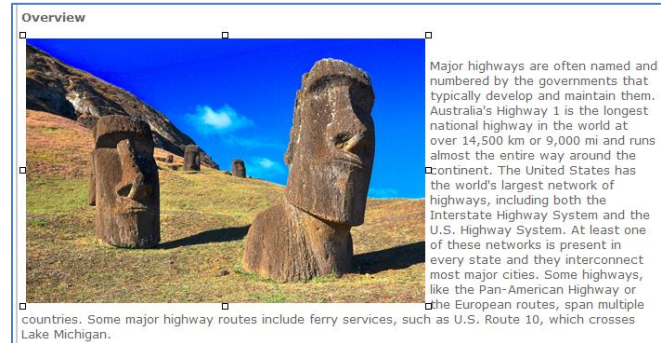 Overview
Major highways are often named and
numbered by the governments that
typically develop and maintain them.
Australia's Highway 1 is the longest
national highway in the world at
over 14,500 km or 9,000 mi and runs
almost the entire way around the
continent. The United States has
the world's largest network of
highways, including both the
Interstate Highway System and the
U.S. Highway System. At least one
of these networks is present in
every state and they interconnect
most major cities. Some highways,
like the Pan-American Highway or
the European routes, span multiple
countries. Some major highway routes include ferry services, such as U.S. Route 10, which crosses
Lake Michigan.